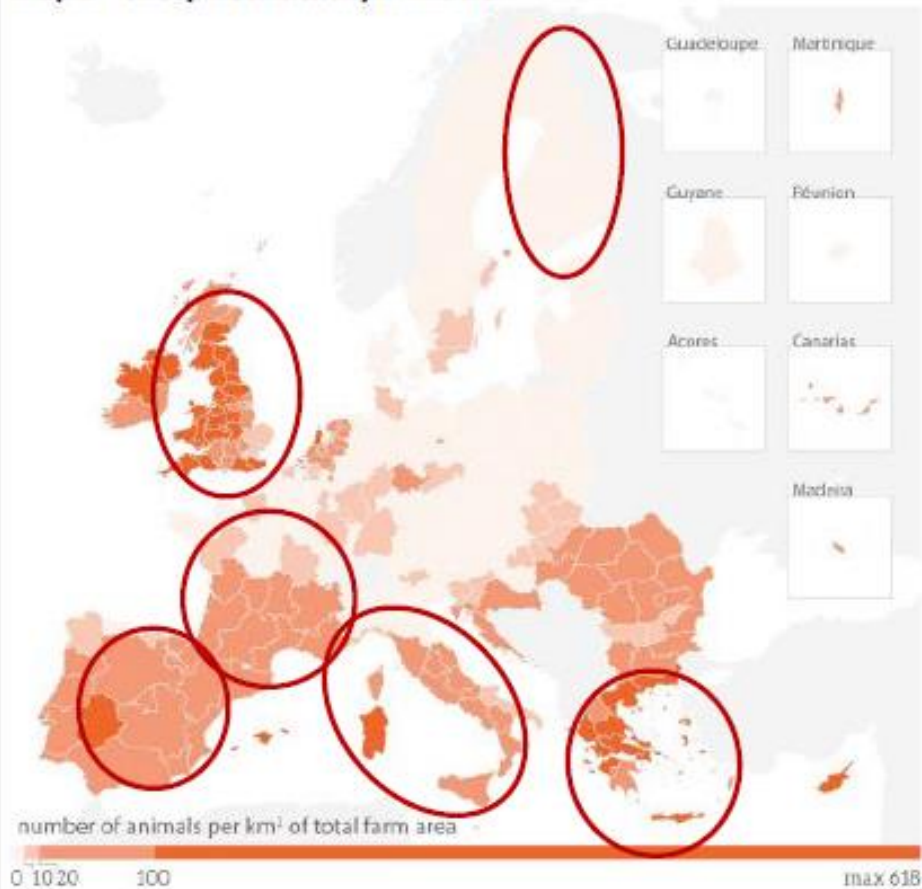 Guadeloupe Martinique
Guyane Réunion
Acores Canarias
Madeira
number of animals per km² of total farm area
0 10 20 100 max 618